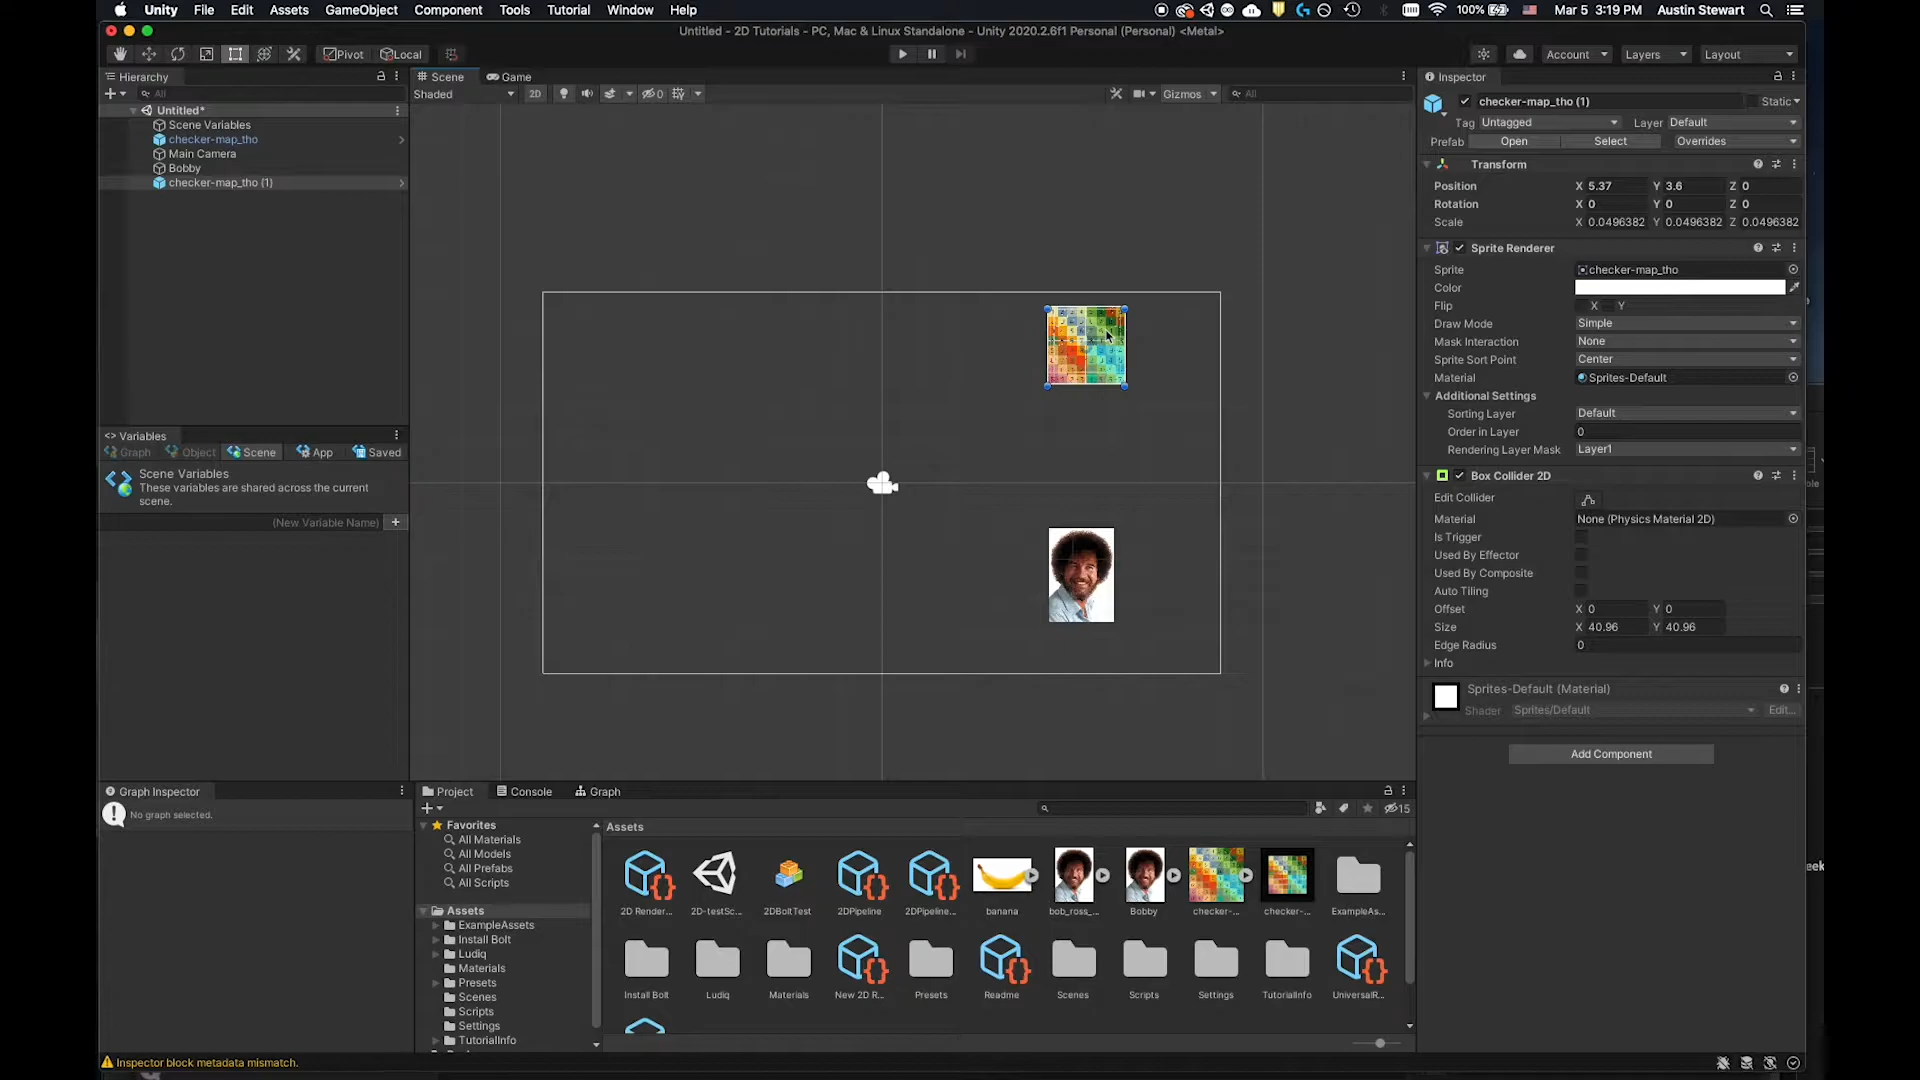 Unity File Edit Assets GameObject Component Tools Tutorial Window Help 100% Mar 5 3:19 PM Austin Stewart
Untitled - 2D Tutorials - PC, Mac & Linux Standalone - Unity 2020.2.6f1 Personal (Personal) <Metal>
Pivot Local Account Layers Layout
Hierarchy
All
Untitled*
Scene Variables
checker-map_tho
Main Camera
Bobby
checker-map_tho (1)
Scene Game
Shaded 2D 0 Gizmos All
Variables
Graph Object Scene App Saved
Scene Variables
These variables are shared across the current
scene.
(New Variable Name)
Graph Inspector
No graph selected.
Inspector
checker-map_tho (1) Static
Tag Untagged Layer Default
Prefab Open Select Overrides
Transform
Position X 5.37 Y 3.6 Z 0
Rotation X 0 Y 0 Z 0
Scale X 0.0496382 Y 0.0496382 Z 0.0496382
Sprite Renderer
Sprite checker-map_tho
Color
Flip X Y
Draw Mode Simple
Mask Interaction None
Sprite Sort Point Center
Material Sprites-Default
Additional Settings
Sorting Layer Default
Order in Layer 0
Rendering Layer Mask Layer1
Box Collider 2D
Edit Collider
Material None (Physics Material 2D)
Is Trigger
Used By Effector
Used By Composite
Auto Tiling
Offset X 0 Y 0
Size X 40.96 Y 40.96
Edge Radius 0
Info
Sprites-Default (Material)
Shader Sprites/Default Edit...
Add Component
Project Console Graph
15
Favorites
All Materials
All Models
All Prefabs
All Scripts
Assets
ExampleAssets
Install Bolt
Ludiq
Materials
Presets
Scenes
Scripts
Settings
TutorialInfo
Assets
2D Render... 2D-testSc... 2DBoltTest 2DPipeline 2DPipeline... banana bob_ross_... Bobby checker-... checker-... ExampleAs...
Install Bolt Ludiq Materials New 2D R... Presets Readme Scenes Scripts Settings TutorialInfo UniversalR...
Inspector block metadata mismatch.